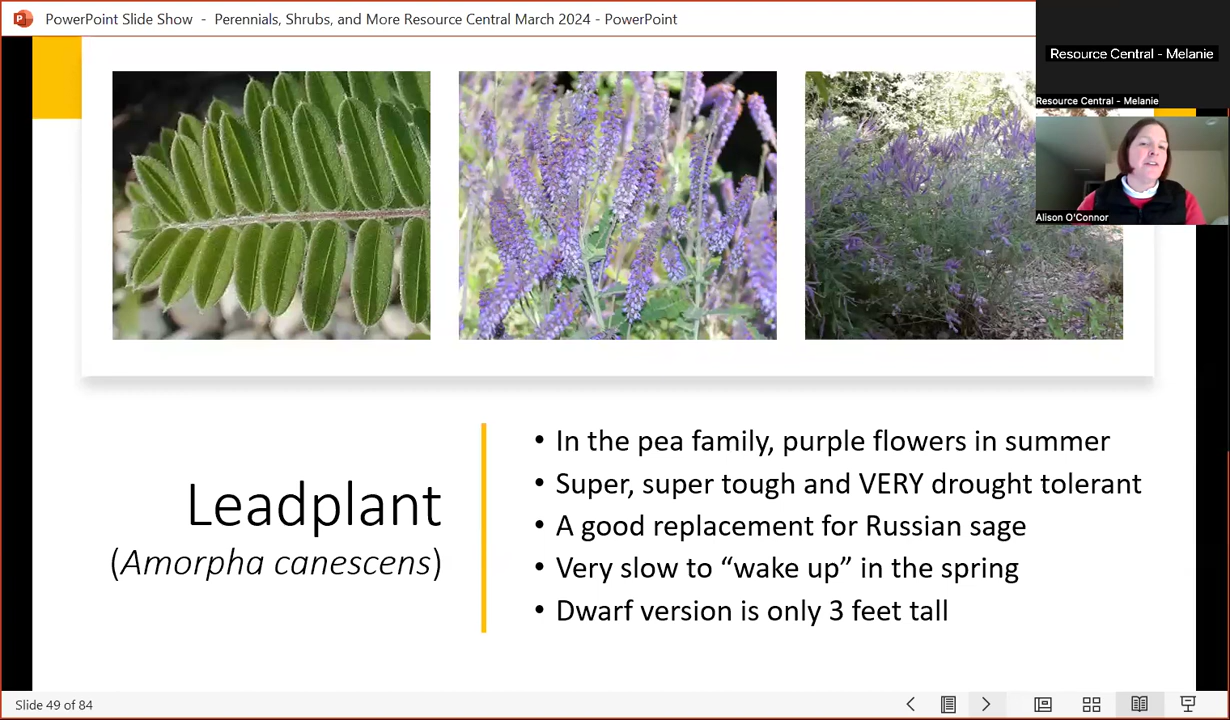 PowerPoint Slide Show - Perennials, Shrubs, and More Resource Central March 2024 - PowerPoint
Resource Central - Melanie
Resource Central - Melanie
Alison O'Connor
Leadplant
(Amorpha canescens)
• In the pea family, purple flowers in summer
• Super, super tough and VERY drought tolerant
• A good replacement for Russian sage
• Very slow to “wake up” in the spring
• Dwarf version is only 3 feet tall
Slide 49 of 84